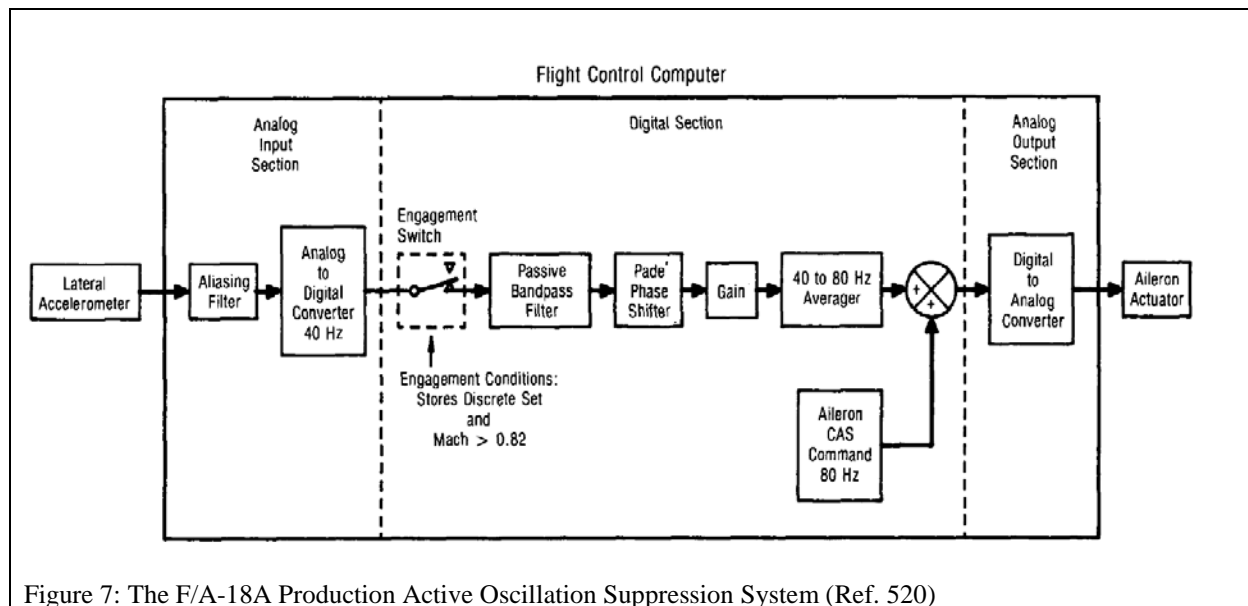 Flight Control Computer
Analog
Input
Section
Digital Section
Analog
Output
Section
Lateral
Accelerometer
Aliasing
Filter
Analog
to
Digital
Converter
40 Hz
Engagement
Switch
Engagement Conditions:
Stores Discrete Set
and
Mach > 0.82
Passive
Bandpass
Filter
Pade'
Phase
Shifter
Gain
40 to 80 Hz
Averager
+
+
Aileron
CAS
Command
80 Hz
Digital
to
Analog
Converter
Aileron
Actuator
Figure 7: The F/A-18A Production Active Oscillation Suppression System (Ref. 520)